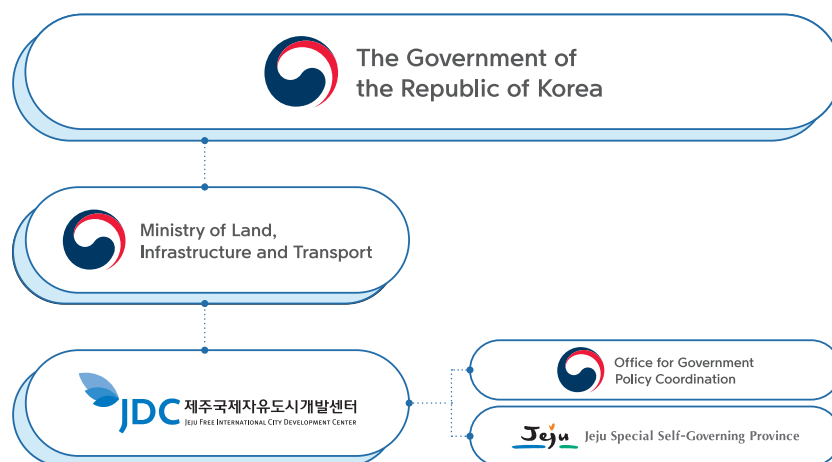 The Government of
the Republic of Korea
Ministry of Land,
Infrastructure and Transport
JDC 제주국제자유도시개발센터
JEJU FREE INTERNATIONAL CITY DEVELOPMENT CENTER
Office for Government
Policy Coordination
Jeju Jeju Special Self-Governing Province